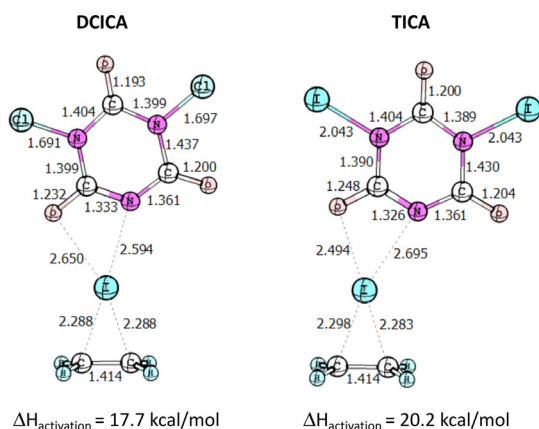 DCICA
TICA
O
O
1.193
Cl
1.200
I
I
C
C
Cl
1.404
1.399
1.404
1.389
N
N
1.697
N
N
1.691
2.043
2.043
1.399
1.437
1.390
1.430
1.232
C
C
1.200
1.248
C
C
1.204
O
1.333
N
1.361
O
O
1.326
N
1.361
O
2.650
2.594
2.494
2.695
I
I
2.288
2.288
2.298
2.283
H
H
C
C
H
H
H
H
C
C
H
H
1.414
1.414
ΔHactivation = 17.7 kcal/mol
ΔHactivation = 20.2 kcal/mol